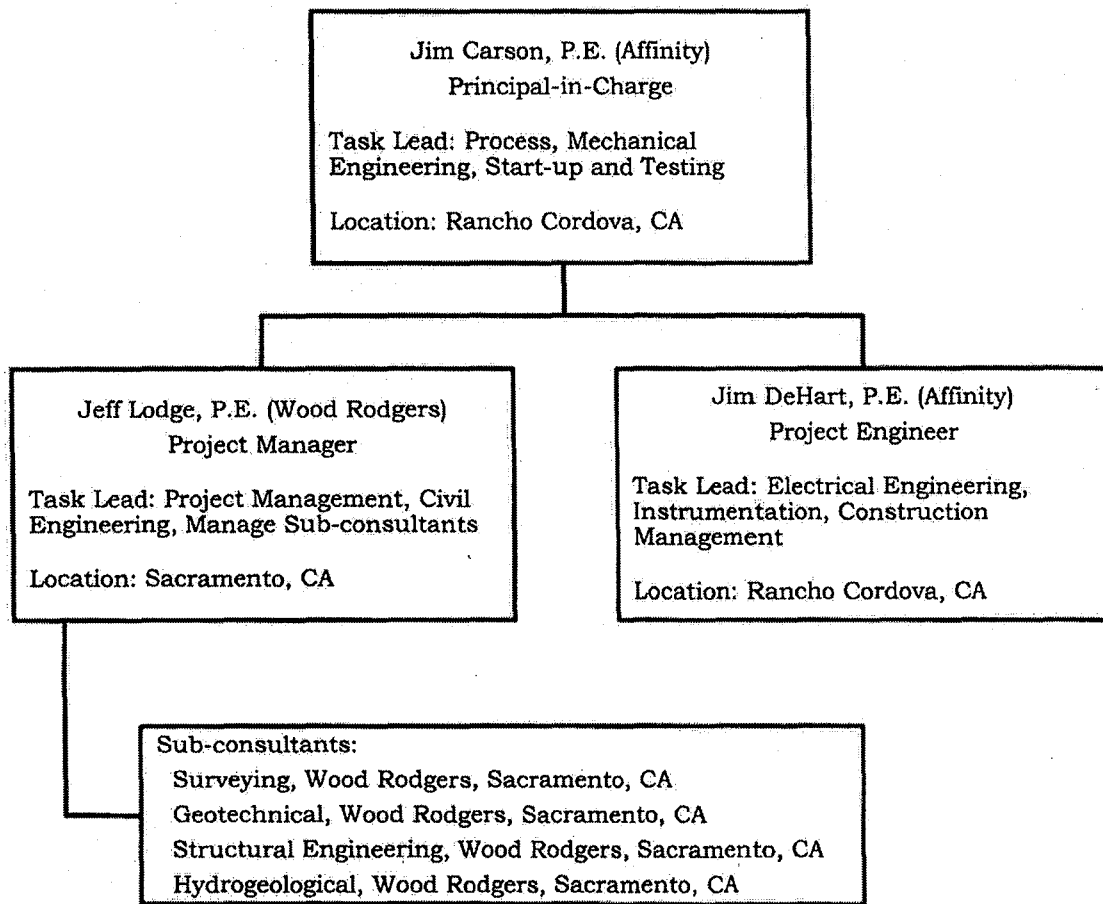 Jim Carson, P.E. (Affinity)
Principal-in-Charge
Task Lead: Process, Mechanical
Engineering, Start-up and Testing
Location: Rancho Cordova, CA
Jeff Lodge, P.E. (Wood Rodgers)
Project Manager
Task Lead: Project Management, Civil
Engineering, Manage Sub-consultants
Location: Sacramento, CA
Jim DeHart, P.E. (Affinity)
Project Engineer
Task Lead: Electrical Engineering,
Instrumentation, Construction
Management
Location: Rancho Cordova, CA
Sub-consultants:
Surveying, Wood Rodgers, Sacramento, CA
Geotechnical, Wood Rodgers, Sacramento, CA
Structural Engineering, Wood Rodgers, Sacramento, CA
Hydrogeological, Wood Rodgers, Sacramento, CA